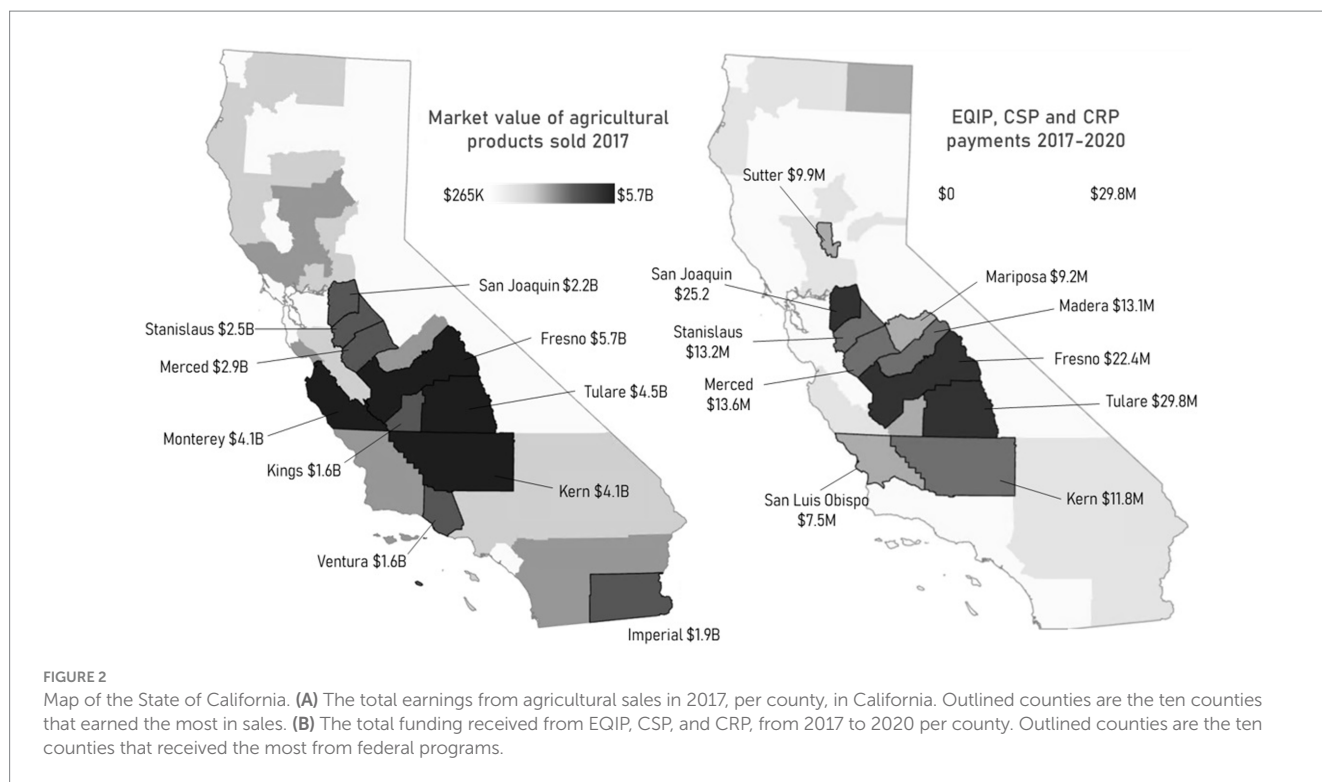 Market value of agricultural
products sold 2017
$265K
$5.7B
San Joaquin $2.2B
Stanislaus $2.5B
Fresno $5.7B
Merced $2.9B
Tulare $4.5B
Monterey $4.1B
Kings $1.6B
Kern $4.1B
Ventura $1.6B
Imperial $1.9B
EQIP, CSP and CRP
payments 2017-2020
$0
$29.8M
Sutter $9.9M
San Joaquin
$25.2
Mariposa $9.2M
Madera $13.1M
Stanislaus
$13.2M
Fresno $22.4M
Merced
$13.6M
Tulare $29.8M
San Luis Obispo
$7.5M
Kern $11.8M
FIGURE 2
Map of the State of California. (A) The total earnings from agricultural sales in 2017, per county, in California. Outlined counties are the ten counties
that earned the most in sales. (B) The total funding received from EQIP, CSP, and CRP, from 2017 to 2020 per county. Outlined counties are the ten
counties that received the most from federal programs.